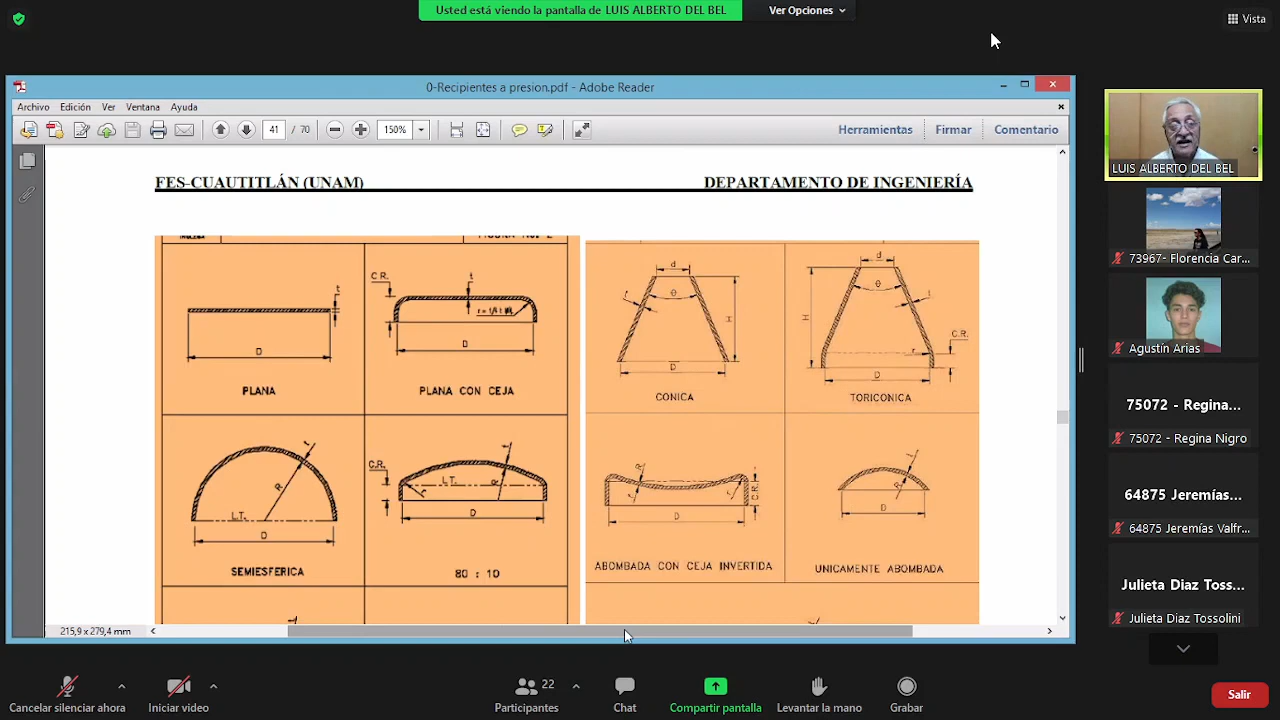 Usted está viendo la pantalla de LUIS ALBERTO DEL BEL
Ver Opciones
Vista
0-Recipientes a presion.pdf - Adobe Reader
Archivo Edición Ver Ventana Ayuda
41 / 70
150%
Herramientas Firmar Comentario
FES-CUAUTITLÁN (UNAM) DEPARTAMENTO DE INGENIERÍA
t
D
PLANA
C.R.
t
D
PLANA CON CEJA
d
θ
t
H
D
CONICA
d
θ
t
H
C.R.
r
D
TORICONICA
t
R
L.T.
D
SEMIESFERICA
C.R.
t
L.T.
R
r
D
80 : 10
R
r
r
C.R.
D
ABOMBADA CON CEJA INVERTIDA
t
R
D
UNICAMENTE ABOMBADA
215,9 x 279,4 mm
LUIS ALBERTO DEL BEL
73967- Florencia Car...
Agustín Arias
75072 - Regina...
75072 - Regina Nigro
64875 Jeremías...
64875 Jeremías Valfr...
Julieta Diaz Toss...
Julieta Diaz Tossolini
Cancelar silenciar ahora
Iniciar video
22
Participantes
Chat
Compartir pantalla
Levantar la mano
Grabar
Salir